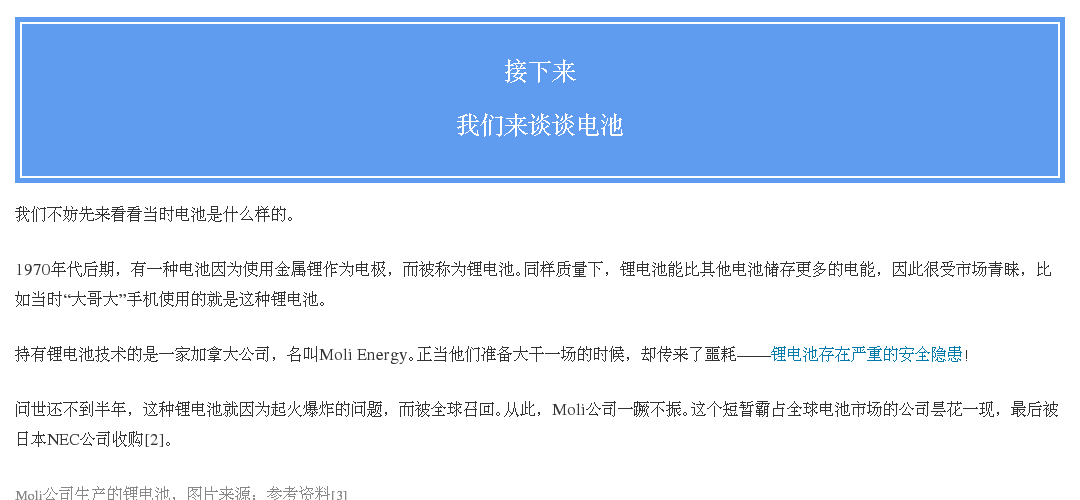 接下来
我们来谈谈电池
我们不妨先来看看当时电池是什么样的。
1970年代后期，有一种电池因为使用金属锂作为电极，而被称为锂电池。同样质量下，锂电池能比其他电池储存更多的电能，因此很受市场青睐，比
如当时“大哥大”手机使用的就是这种锂电池。
持有锂电池技术的是一家加拿大公司，名叫Moli Energy。正当他们准备大干一场的时候，却传来了噩耗——锂电池存在严重的安全隐患!
问世还不到半年，这种锂电池就因为起火爆炸的问题，而被全球召回。从此，Moli公司一蹶不振。这个短暂霸占全球电池市场的公司昙花一现，最后被
日本NEC公司收购[2]。
Moli公司生产的锂电池，图片来源：参考资料[3]